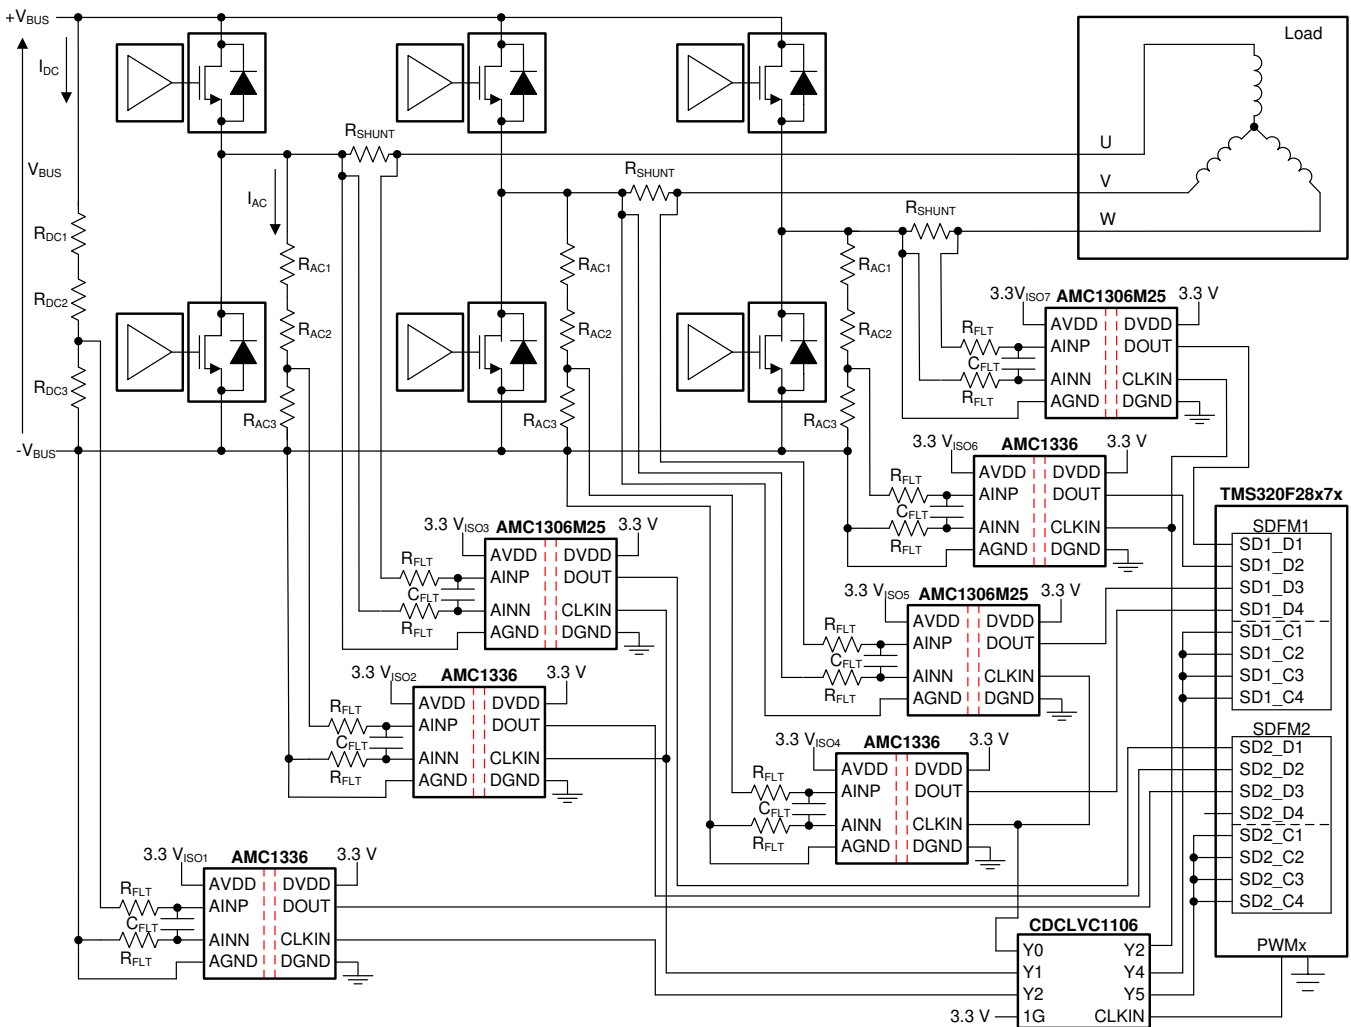 +VBUS
IDC
VBUS
RDC1
RDC2
RDC3
-VBUS
IAC
RSHUNT
RSHUNT
RSHUNT
RAC1
RAC2
RAC3
RAC1
RAC2
RAC3
RAC1
RAC2
RAC3
Load
U
V
W
3.3VISO7 AMC1306M25 3.3 V
RFLT
CFLT
RFLT
AVDD DVDD
AINP DOUT
AINN CLKIN
AGND DGND
3.3 VISO6 AMC1336 3.3 V
RFLT
CFLT
RFLT
AVDD DVDD
AINP DOUT
AINN CLKIN
AGND DGND
3.3 VISO3 AMC1306M25 3.3 V
RFLT
CFLT
RFLT
AVDD DVDD
AINP DOUT
AINN CLKIN
AGND DGND
3.3 VISO5 AMC1306M25 3.3 V
RFLT
CFLT
RFLT
AVDD DVDD
AINP DOUT
AINN CLKIN
AGND DGND
3.3 VISO2 AMC1336 3.3 V
RFLT
CFLT
RFLT
AVDD DVDD
AINP DOUT
AINN CLKIN
AGND DGND
3.3 VISO4 AMC1336 3.3 V
RFLT
CFLT
RFLT
AVDD DVDD
AINP DOUT
AINN CLKIN
AGND DGND
3.3 VISO1 AMC1336 3.3 V
RFLT
CFLT
RFLT
AVDD DVDD
AINP DOUT
AINN CLKIN
AGND DGND
TMS320F28x7x
SDFM1
SD1_D1
SD1_D2
SD1_D3
SD1_D4
SD1_C1
SD1_C2
SD1_C3
SD1_C4
SDFM2
SD2_D1
SD2_D2
SD2_D3
SD2_D4
SD2_C1
SD2_C2
SD2_C3
SD2_C4
PWMx
CDCLVC1106
Y0 Y2
Y1 Y4
Y2 Y5
3.3 V 1G CLKIN